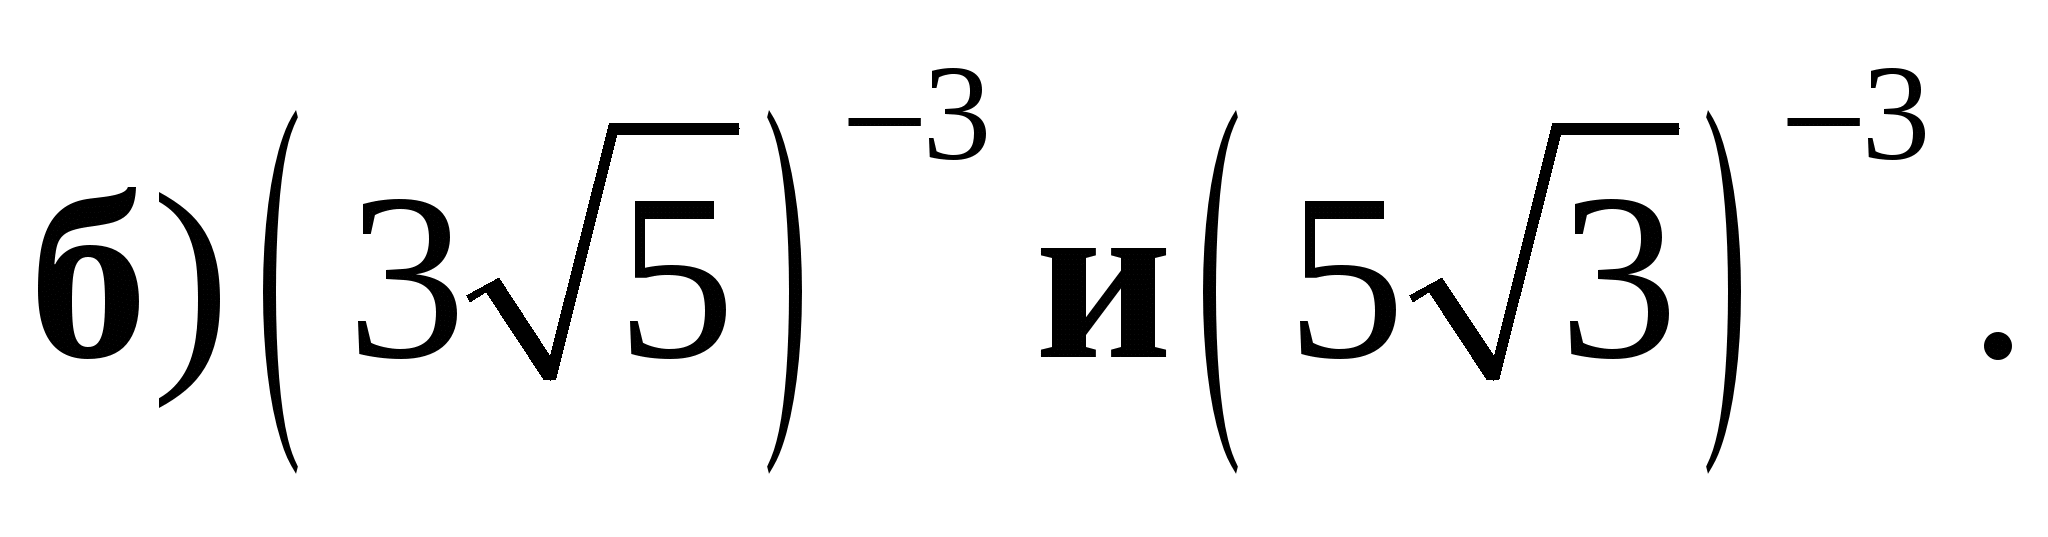 б) (3√5)⁻³ и (5√3)⁻³ .